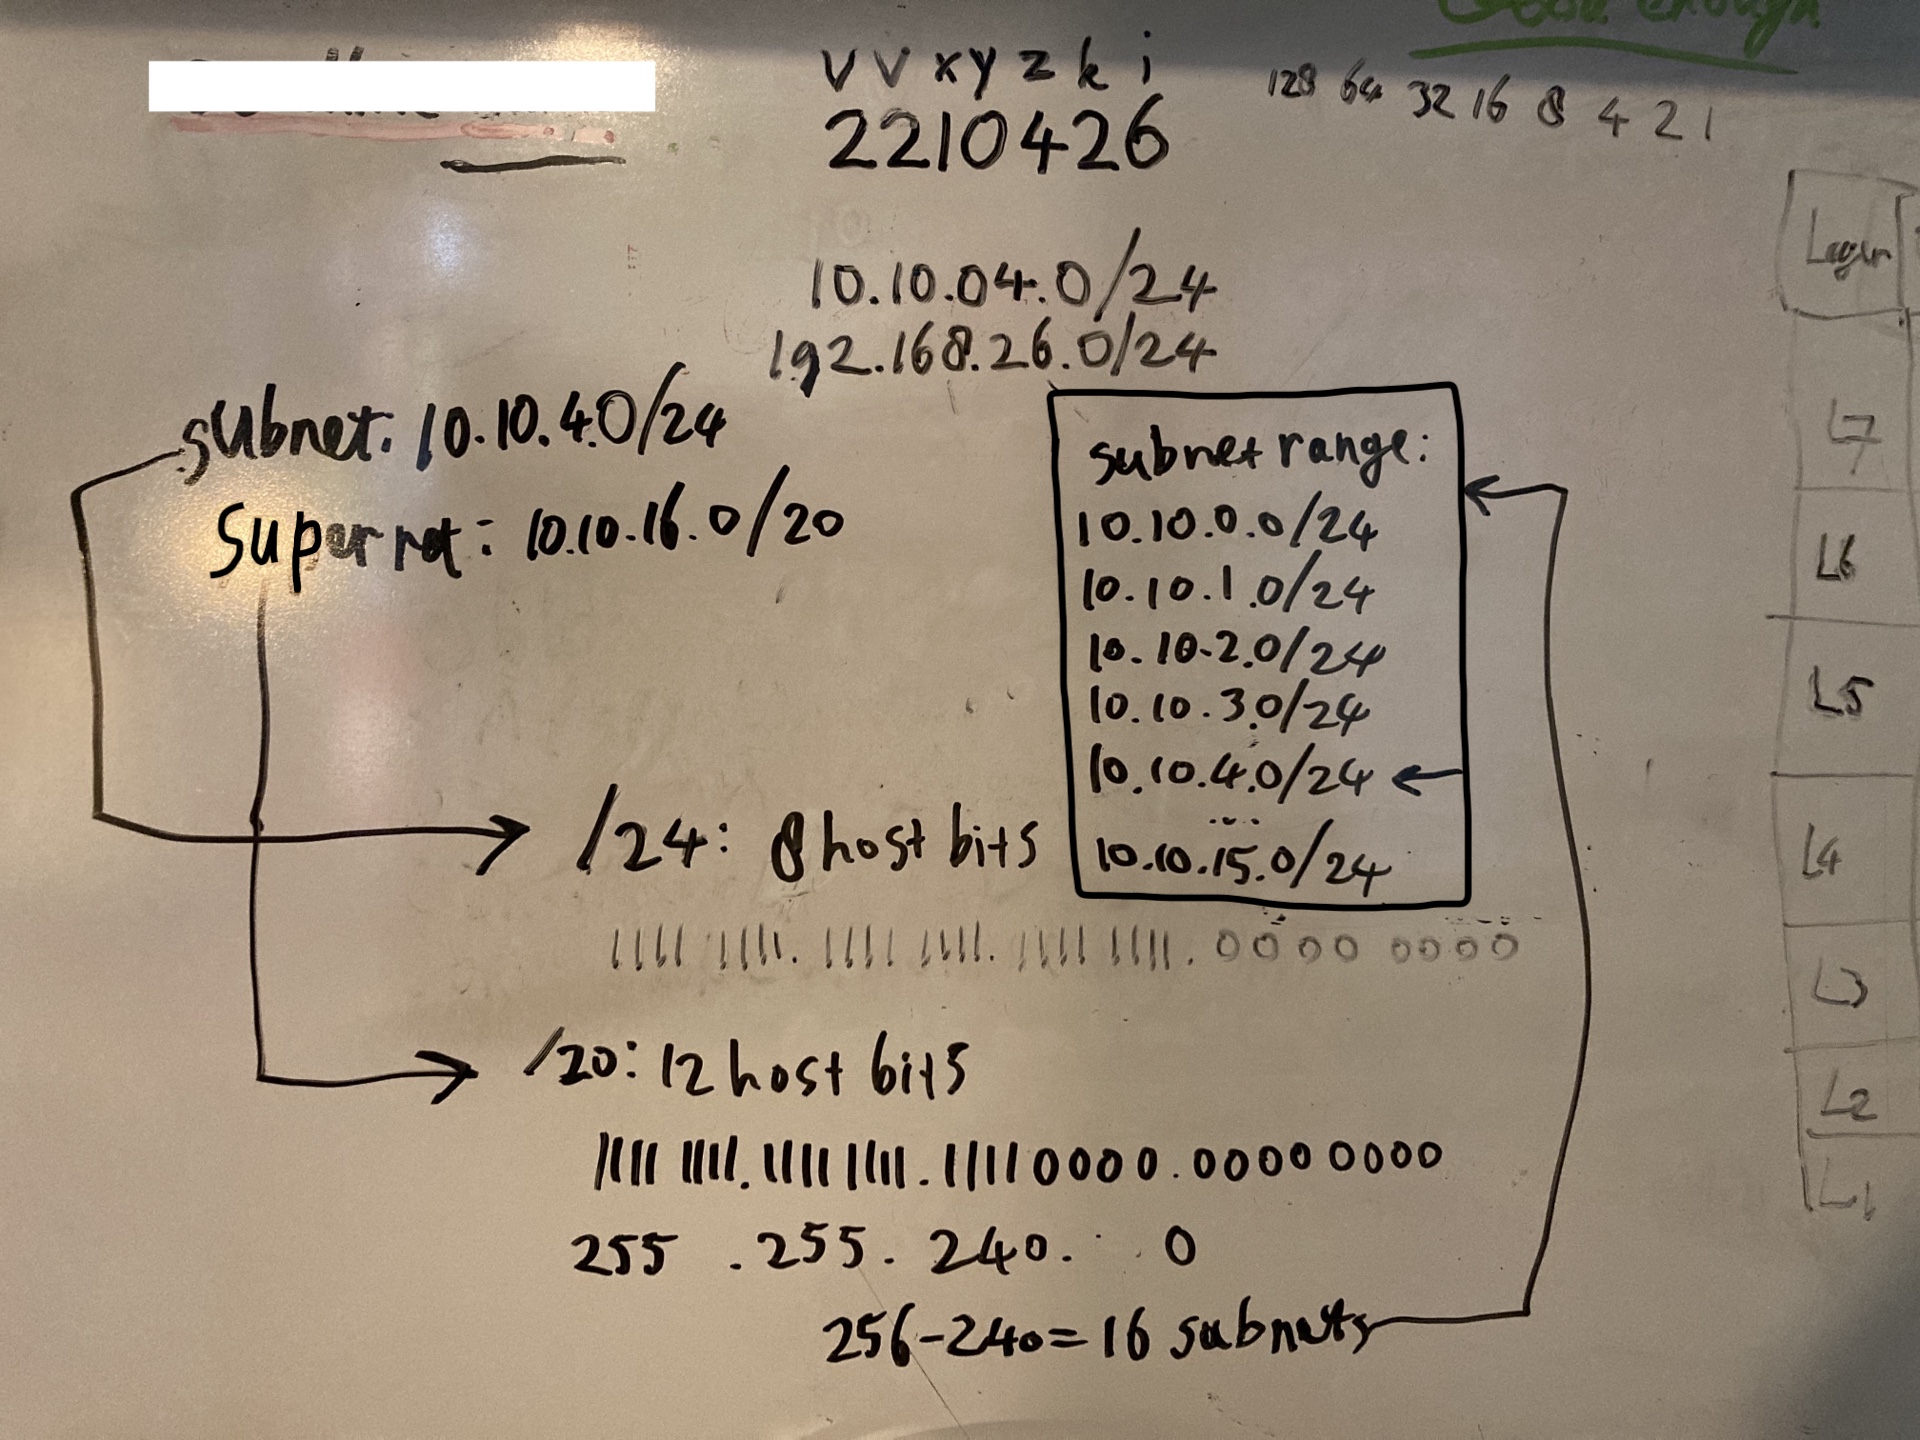 enough
v v x y z k i
128 64 32 16 8 4 2 1
2210426
10.10.04.0/24
192.168.26.0/24
subnet: 10.10.4.0/24
Supernet: 10.10.16.0/20
subnet range:
10.10.0.0/24
10.10.1.0/24
10.10.2.0/24
10.10.3.0/24
10.10.4.0/24
...
10.10.15.0/24
/24: 8 host bits
1111 1111. 1111 1111. 1111 1111. 0000 0000
/20: 12 host bits
1111 1111. 1111 1111. 1111 0000. 0000 0000
255 .255. 240. 0
256-240=16 subnets
Layer
L7
L6
L5
L4
L3
L2
L1